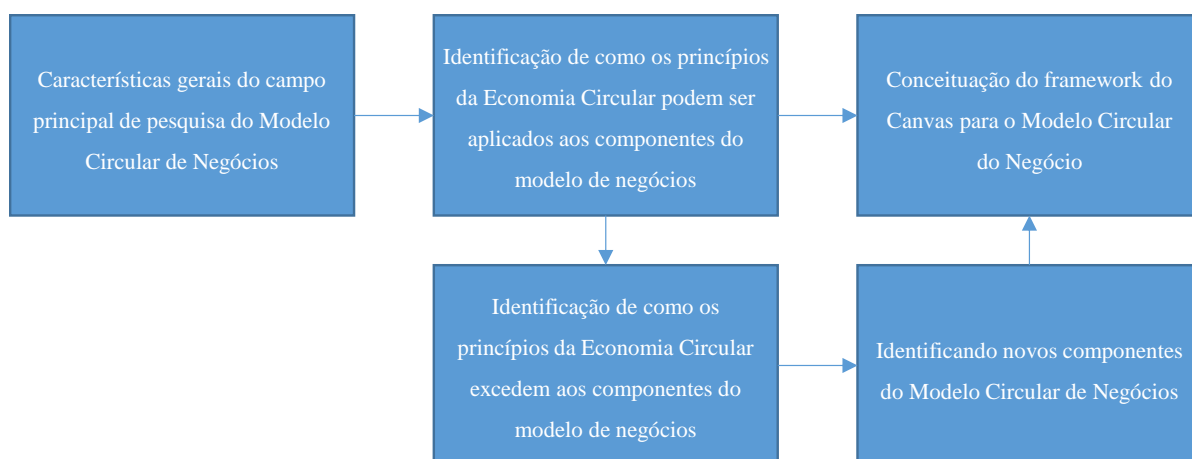 Características gerais do campo
principal de pesquisa do Modelo
Circular de Negócios
Identificação de como os princípios
da Economia Circular podem ser
aplicados aos componentes do
modelo de negócios
Conceituação do framework do
Canvas para o Modelo Circular
do Negócio
Identificação de como os
princípios da Economia Circular
excedem aos componentes do
modelo de negócios
Identificando novos componentes
do Modelo Circular de Negócios